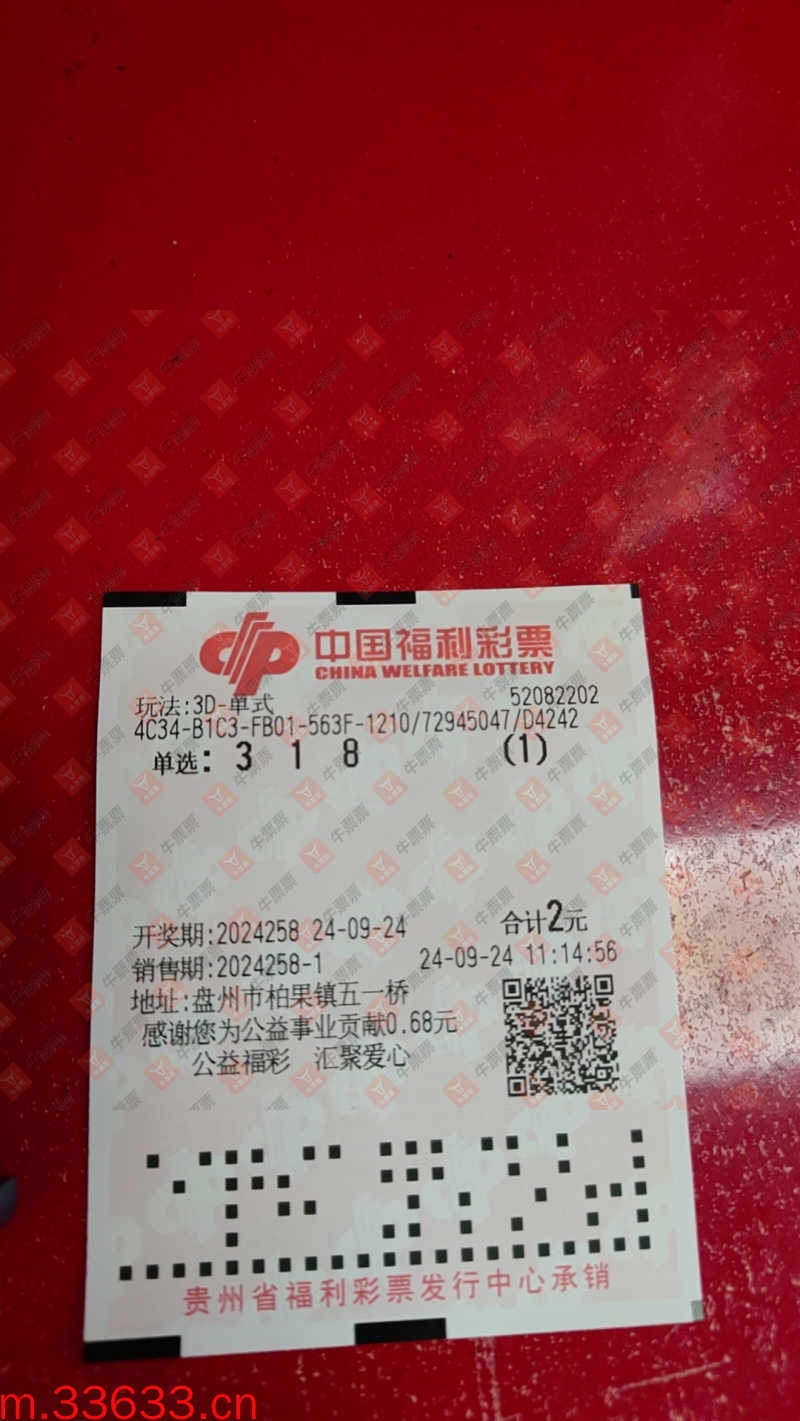 中国福利彩票
CHINA WELFARE LOTTERY
玩法:3D-单式 52082202
4C34-B1C3-FB01-563F-1210/72945047/D4242
单选: 3 1 8 (1)
开奖期:2024258 24-09-24 合计2元
销售期:2024258-1 24-09-24 11:14:56
地址:盘州市柏果镇五一桥
感谢您为公益事业贡献0.68元
公益福彩 汇聚爱心
贵州省福利彩票发行中心承销
牛票票
m.33633.cn